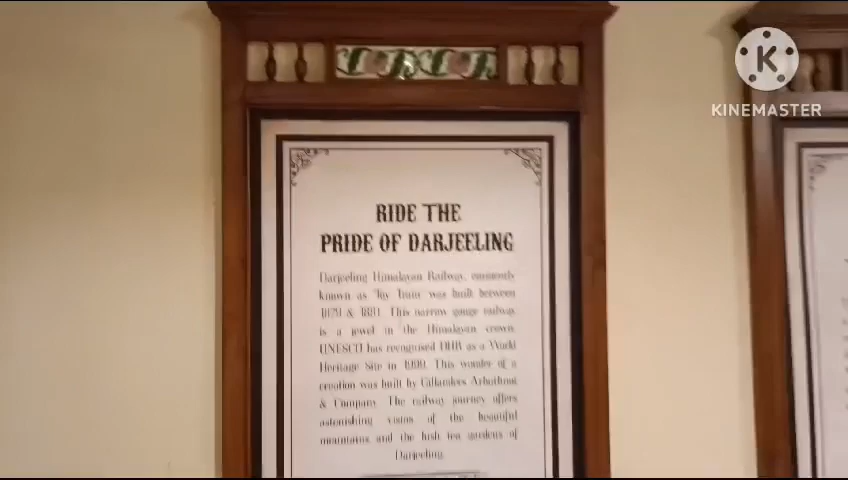 K
KINEMASTER
RIDE THE
PRIDE OF DARJEELING
Darjeeling Himalayan Railway, commonly
known as 'Toy Train' was built between
1879 & 1881. This narrow gauge railway
is a jewel in the Himalayan crown.
UNESCO has recognised DHR as a World
Heritage Site in 1999. This wonder of a
creation was built by Gillanders Arbuthnot
& Company. The railway journey offers
astonishing vistas of the beautiful
mountains and the lush tea gardens of
Darjeeling.